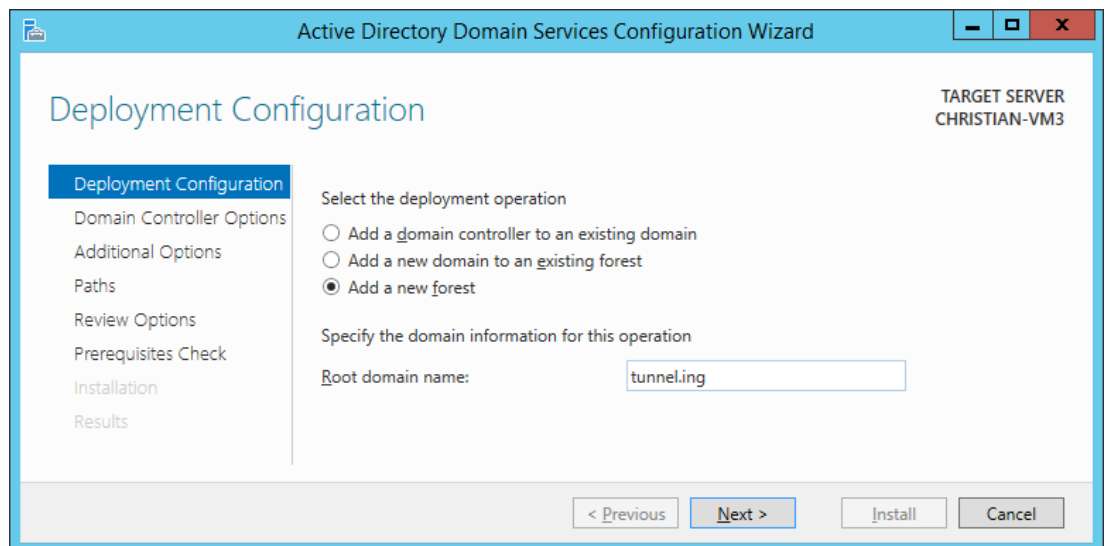 Active Directory Domain Services Configuration Wizard
Deployment Configuration
TARGET SERVER
CHRISTIAN-VM3
Deployment Configuration
Domain Controller Options
Additional Options
Paths
Review Options
Prerequisites Check
Installation
Results
Select the deployment operation
Add a domain controller to an existing domain
Add a new domain to an existing forest
Add a new forest
Specify the domain information for this operation
Root domain name: tunnel.ing
< Previous Next > Install Cancel